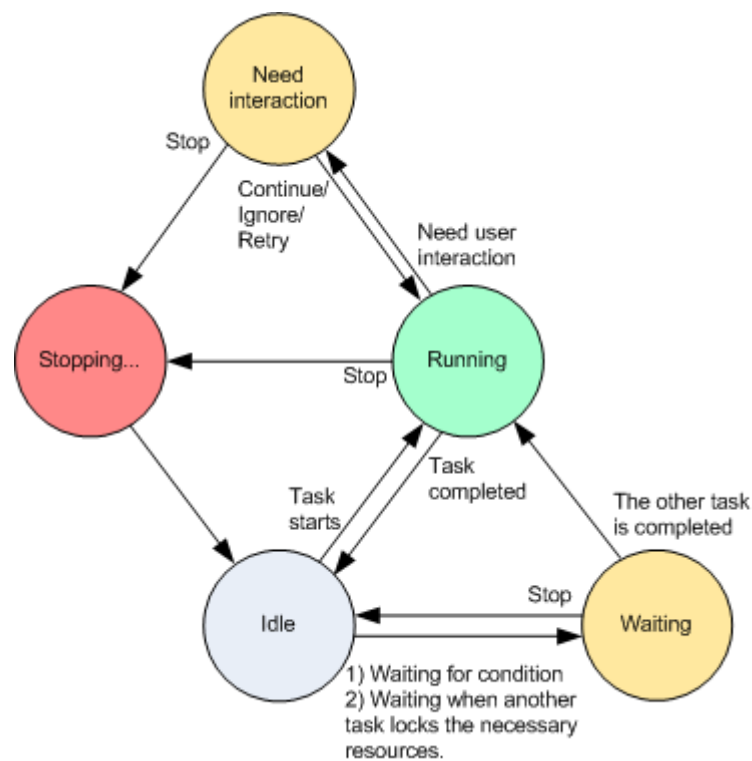 Need
interaction
Stop
Continue/
Ignore/
Retry
Need user
interaction
Stopping...
Running
Stop
Task
starts
Task
completed
The other task
is completed
Idle
Stop
Waiting
1) Waiting for condition
2) Waiting when another
task locks the necessary
resources.